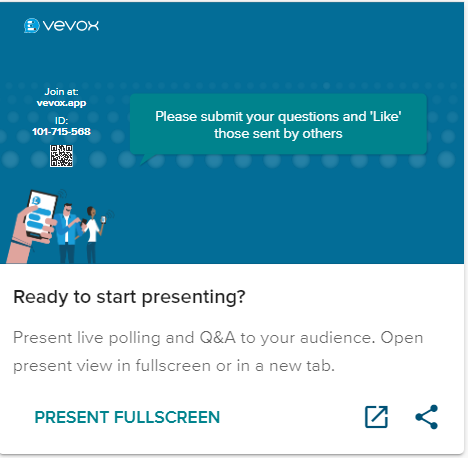 vevox
Join at:
vevox.app
ID:
101-715-568
Please submit your questions and 'Like'
those sent by others
Ready to start presenting?
Present live polling and Q&A to your audience. Open
present view in fullscreen or in a new tab.
PRESENT FULLSCREEN